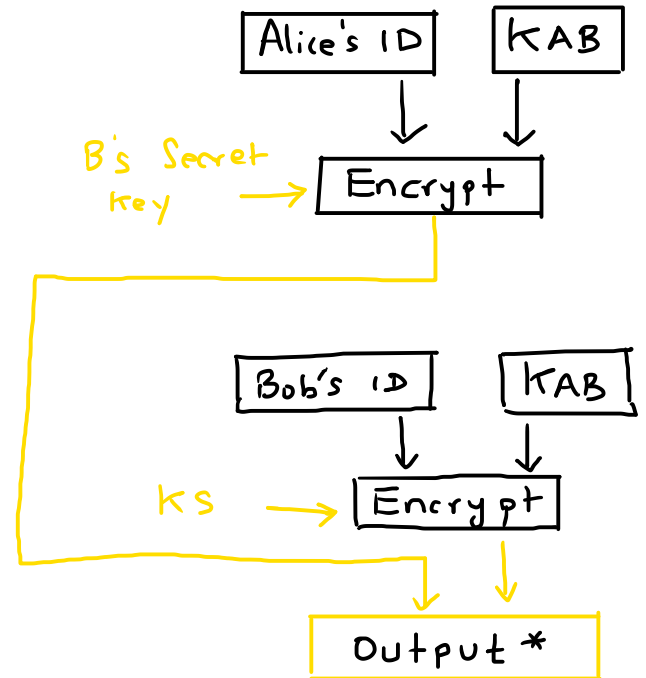 Alice's ID KAB
B's Secret
Key
Encrypt
Bob's ID KAB
KS
Encrypt
Output *